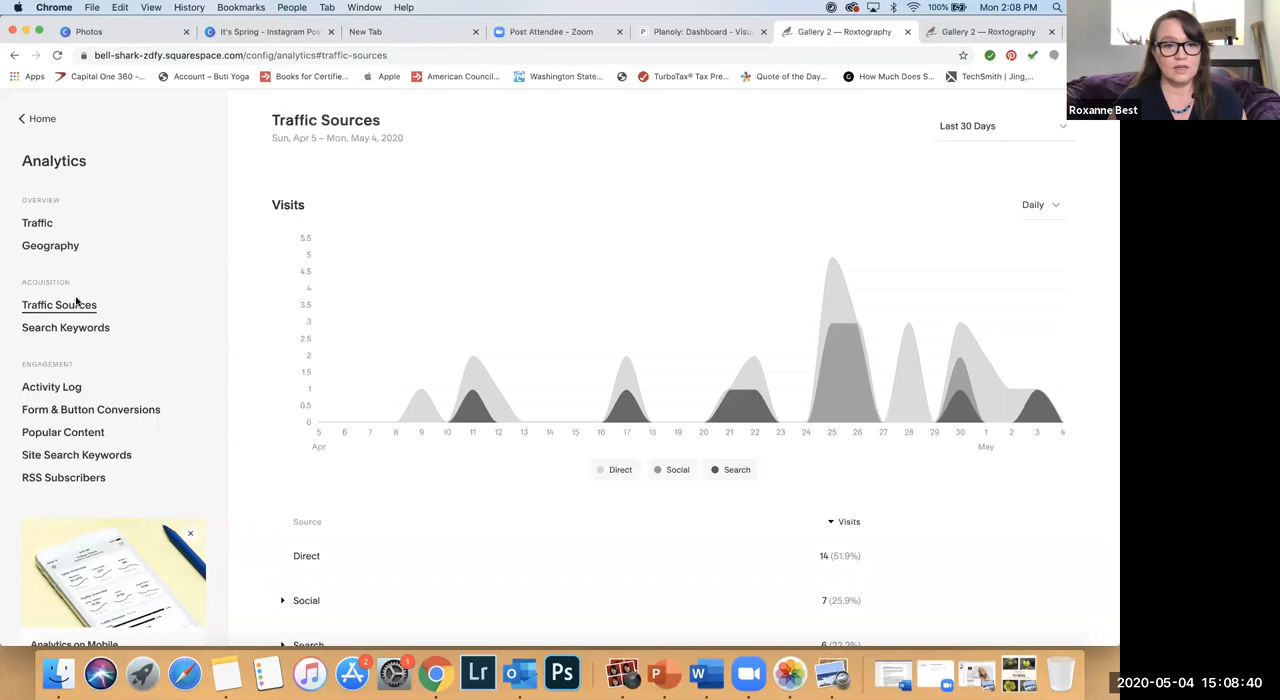 Chrome File Edit View History Bookmarks People Tab Window Help 100% Mon 2:08 PM
Photos It's Spring - Instagram Pos New Tab Post Attendee - Zoom Planoly: Dashboard - Visu Gallery 2 — Roxtography Gallery 2 — Roxtography
bell-shark-zdfy.squarespace.com/config/analytics#traffic-sources
Apps Capital One 360 -... Account – Buti Yoga Books for Certifie... Apple American Council... Washington State... TurboTax® Tax Pre... Quote of the Day... How Much Does S... TechSmith | Jing,...
Roxanne Best
Home
Analytics
OVERVIEW
Traffic
Geography
ACQUISITION
Traffic Sources
Search Keywords
ENGAGEMENT
Activity Log
Form & Button Conversions
Popular Content
Site Search Keywords
RSS Subscribers
Analytics on Mobile
Traffic Sources
Sun, Apr 5 – Mon, May 4, 2020
Last 30 Days
Visits
Daily
5.5
5
4.5
4
3.5
3
2.5
2
1.5
1
0.5
0
5 6 7 8 9 10 11 12 13 14 15 16 17 18 19 20 21 22 23 24 25 26 27 28 29 30 1 2 3 4
Apr May
Direct Social Search
Source Visits
Direct 14 (51.9%)
Social 7 (25.9%)
Search 6 (22.2%)
2 1 Lr Ps
2020-05-04 15:08:40